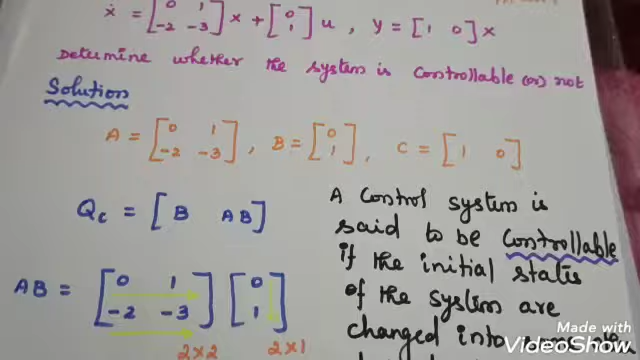 ẋ = [0 1 -2 -3] x + [0 1] u , y = [1 0] x
Determine whether the system is controllable (or) not
Solution
A = [0 1 -2 -3] , B = [0 1] , C = [1 0]
Qc = [B AB]
AB = [0 1 -2 -3] [0 1]
2×2 2×1
A control system is
said to be controllable
if the initial states
of the system are
changed into some
Made with
VideoShow